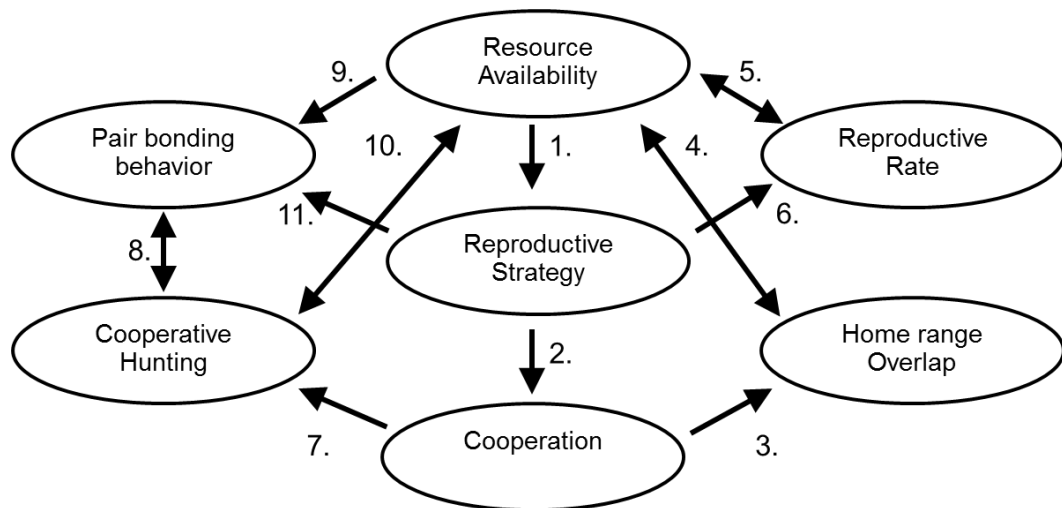 Resource
Availability
9.
5.
Pair bonding
behavior
10.
1.
4.
Reproductive
Rate
11.
6.
8.
Reproductive
Strategy
Cooperative
Hunting
2.
Home range
Overlap
7.
Cooperation
3.